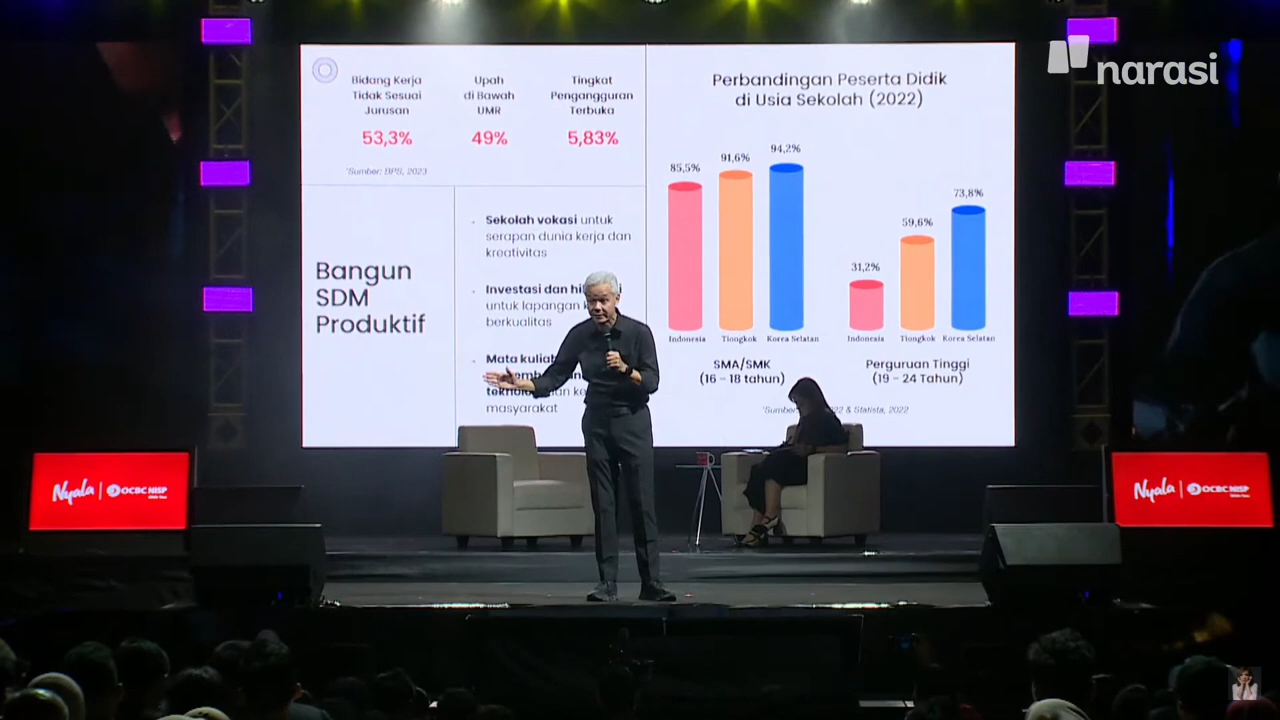 narasi
Bidang Kerja
Tidak Sesuai
Jurusan
53,3%
Upah
di Bawah
UMR
49%
Tingkat
Pengangguran
Terbuka
5,83%
*Sumber: BPS, 2023
Bangun
SDM
Produktif
Sekolah vokasi untuk
serapan dunia kerja dan
kreativitas
Investasi dan
untuk lapangan
berkualitas
Mata kuliah
masyarakat
Perbandingan Peserta Didik
di Usia Sekolah (2022)
85,5%
91,6%
94,2%
Indonesia
Tiongkok
Korea Selatan
SMA/SMK
(16 – 18 tahun)
31,2%
59,6%
73,8%
Indonesia
Tiongkok
Korea Selatan
Perguruan Tinggi
(19 – 24 Tahun)
& Statista, 2022
Nyala | OCBC NISP
Nyala | OCBC NISP